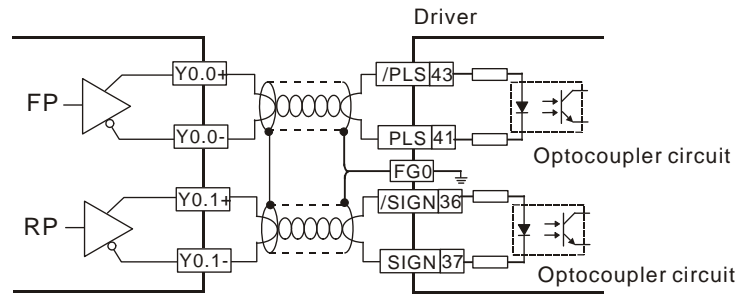 Driver
Y0.0+
/PLS 43
FP
Y0.0-
PLS 41
Optocoupler circuit
FG0
Y0.1+
/SIGN 36
RP
Y0.1-
SIGN 37
Optocoupler circuit